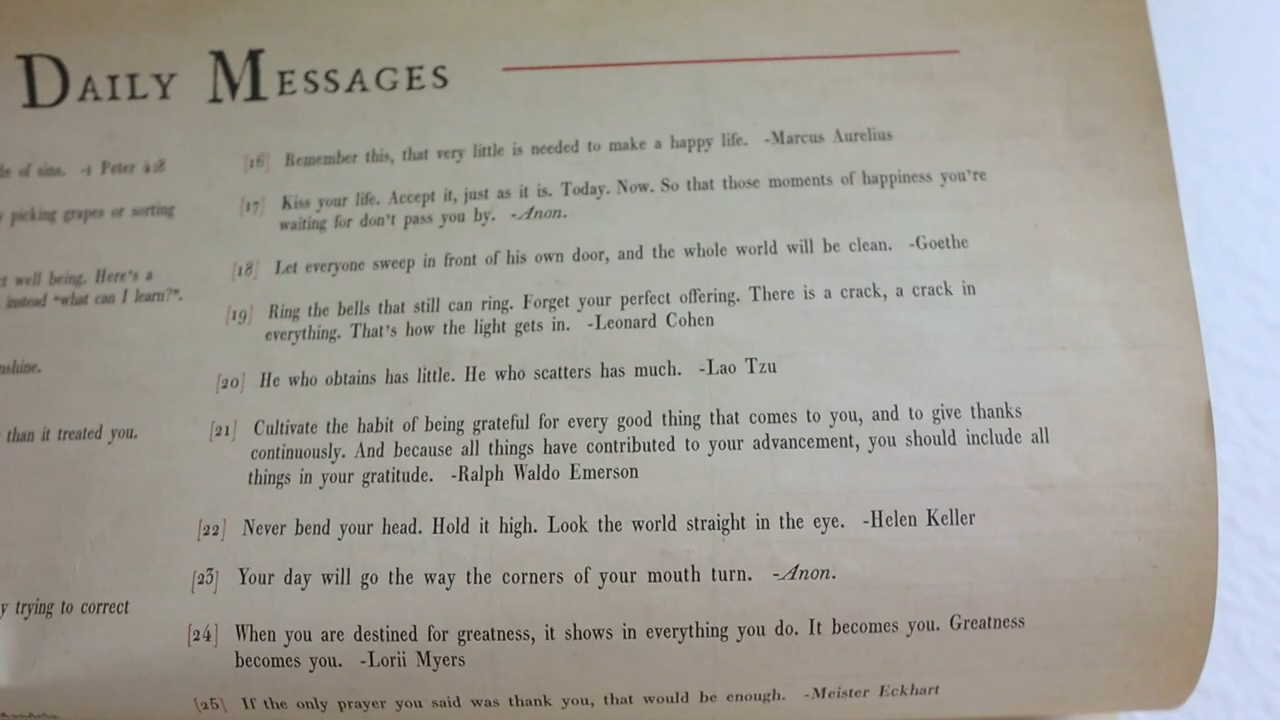 DAILY MESSAGES
de of sins. -1 Peter 4:8
picking grapes or sorting
well being. Here's a
instead "what can I learn?".
nshine.
than it treated you.
y trying to correct
[16] Remember this, that very little is needed to make a happy life. -Marcus Aurelius
[17] Kiss your life. Accept it, just as it is. Today. Now. So that those moments of happiness you're
waiting for don't pass you by. -Anon.
[18] Let everyone sweep in front of his own door, and the whole world will be clean. -Goethe
[19] Ring the bells that still can ring. Forget your perfect offering. There is a crack, a crack in
everything. That's how the light gets in. -Leonard Cohen
[20] He who obtains has little. He who scatters has much. -Lao Tzu
[21] Cultivate the habit of being grateful for every good thing that comes to you, and to give thanks
continuously. And because all things have contributed to your advancement, you should include all
things in your gratitude. -Ralph Waldo Emerson
[22] Never bend your head. Hold it high. Look the world straight in the eye. -Helen Keller
[23] Your day will go the way the corners of your mouth turn. -Anon.
[24] When you are destined for greatness, it shows in everything you do. It becomes you. Greatness
becomes you. -Lorii Myers
[25] If the only prayer you said was thank you, that would be enough. -Meister Eckhart